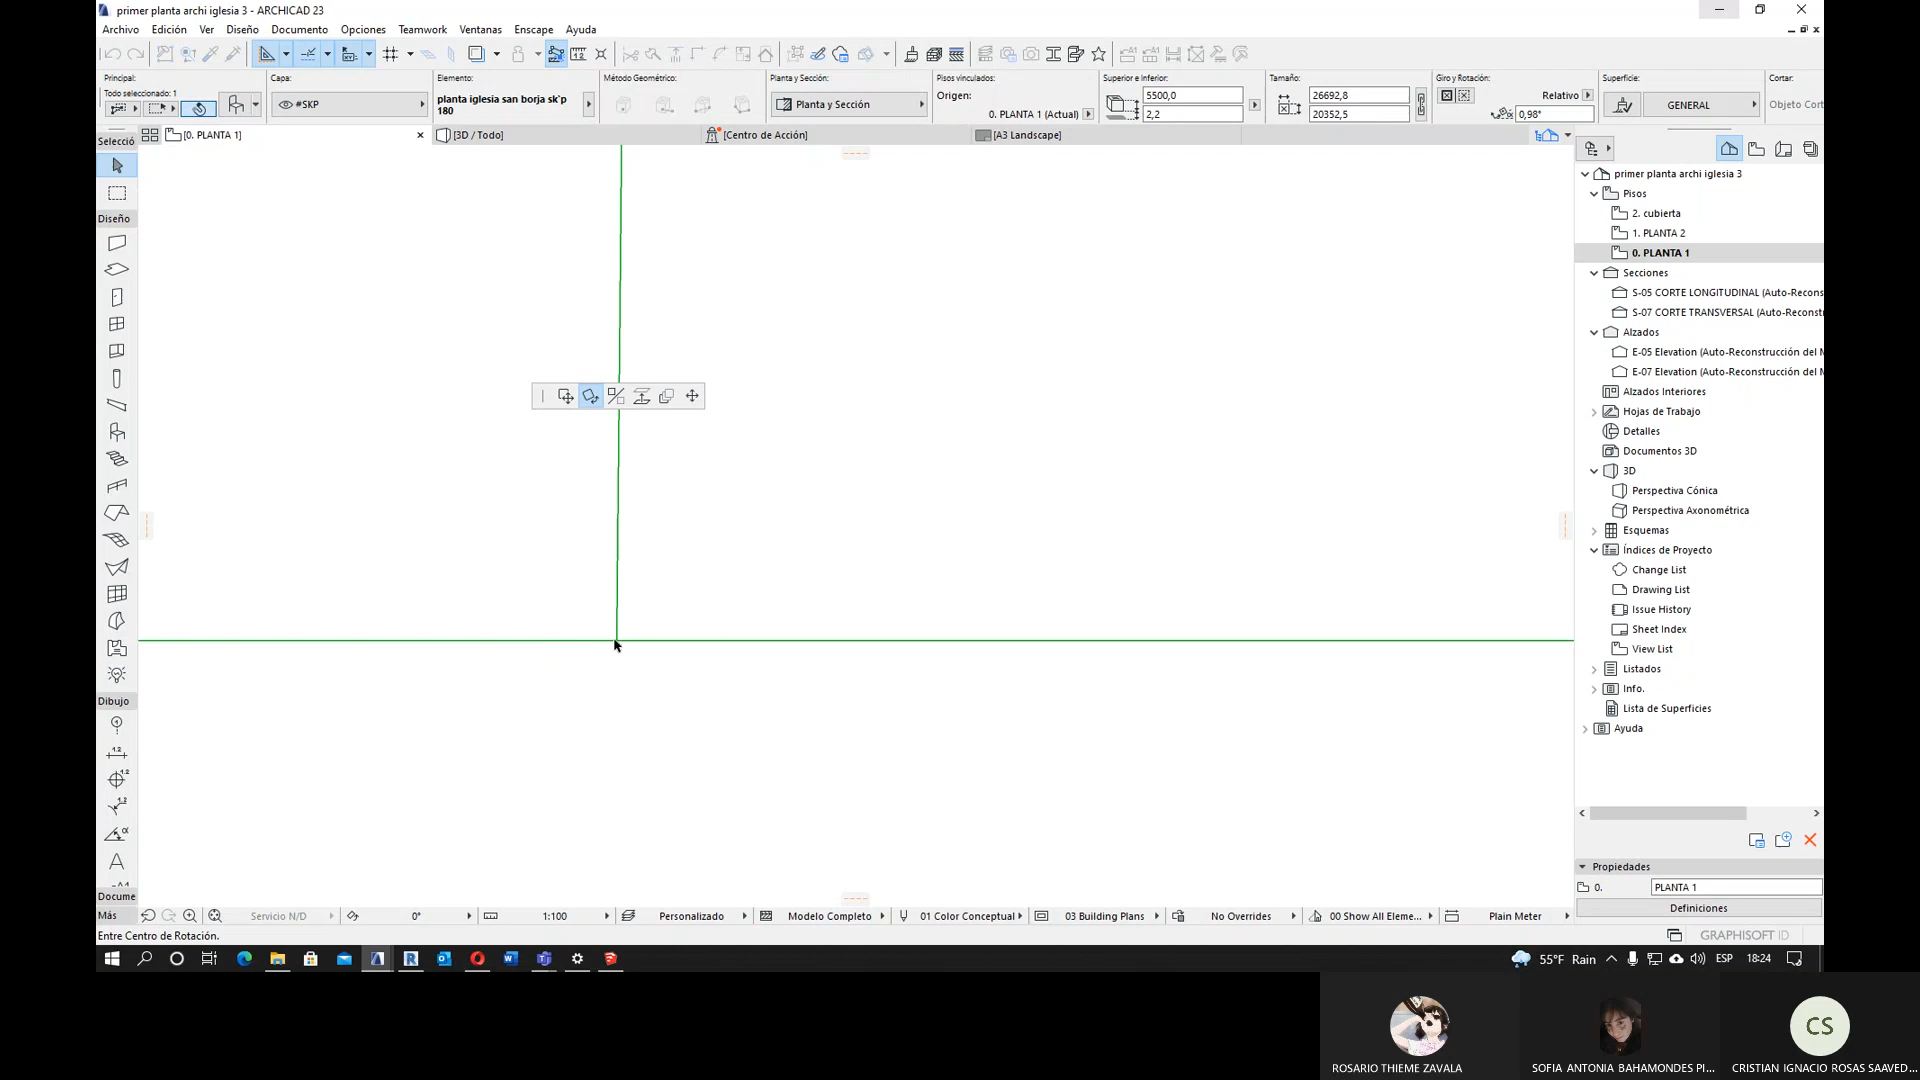 primer planta archi iglesia 3 - ARCHICAD 23
Archivo Edición Ver Diseño Documento Opciones Teamwork Ventanas Escape Ayuda
Principal: Capa: Elemento: Método Geometrico: Planta y Sección: Pisos vinculados: Superior e Inferior: Tamaño: Giro y Rotación: Superficie: Cortar:
Todo seleccionado: 1
#SKP
planta iglesia san borja sk`p
180
Planta y Sección
Origen:
0. PLANTA 1 (Actual)
5500,0
2,2
26692,8
20352,5
Relativo
0,98°
GENERAL
Objeto Cort
Selecció
[0. PLANTA 1]
[3D / Todo]
[Centro de Acción]
[A3 Landscape]
Diseño
Dibujo
Docume
Más
primer planta archi iglesia 3
Pisos
2. cubierta
1. PLANTA 2
0. PLANTA 1
Secciones
S-05 CORTE LONGITUDINAL (Auto-Recons
S-07 CORTE TRANSVERSAL (Auto-Reconstr
Alzados
E-05 Elevation (Auto-Reconstrucción del M
E-07 Elevation (Auto-Reconstrucción del M
Alzados Interiores
Hojas de Trabajo
Detalles
Documentos 3D
3D
Perspectiva Cónica
Perspectiva Axonométrica
Esquemas
Índices de Proyecto
Change List
Drawing List
Issue History
Sheet Index
View List
Listados
Info.
Lista de Superficies
Ayuda
Propiedades
0. PLANTA 1
Definiciones
Servicio N/D 0° 1:100 Personalizado Modelo Completo 01 Color Conceptual 03 Building Plans No Overrides 00 Show All Eleme... Plain Meter
Entre Centro de Rotación.
GRAPHISOFT ID
55°F Rain ESP 18:24
CS
ROSARIO THIEME ZAVALA
SOFIA ANTONIA BAHAMONDES PI...
CRISTIAN IGNACIO ROSAS SAAVED...